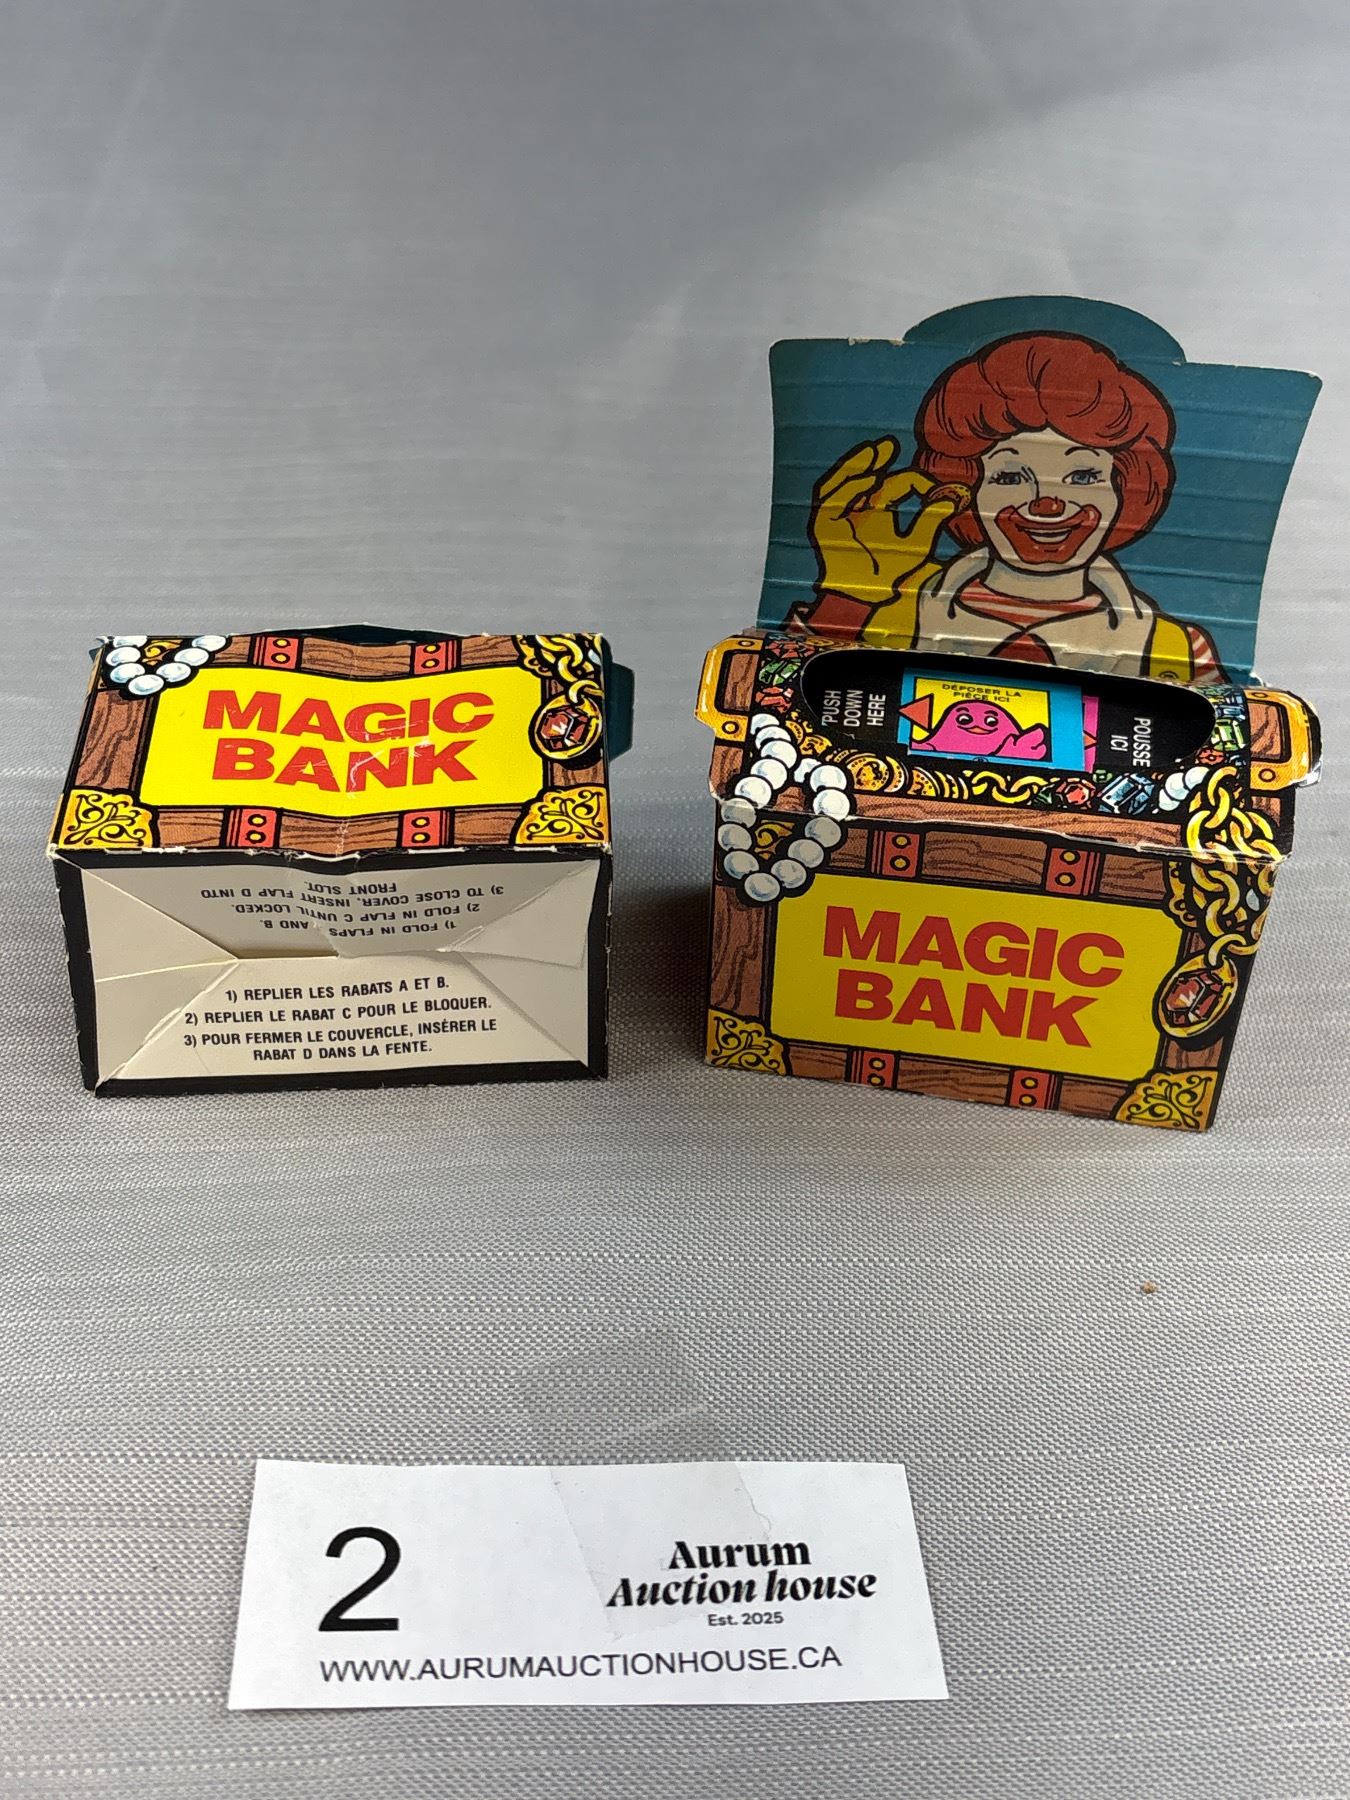 MAGIC
BANK
3) TO CLOSE COVER, INSERT FLAP D INTO
FRONT SLOT.
2) FOLD IN FLAP C UNTIL LOCKED.
1) FOLD IN FLAPS AND B.
1) REPLIER LES RABATS A ET B.
2) REPLIER LE RABAT C POUR LE BLOQUER.
3) POUR FERMER LE COUVERCLE, INSÉRER LE
RABAT D DANS LA FENTE.
"PUSH
DOWN
HERE
DÉPOSER LA
PIÈCE ICI
POUSSE
ICI
MAGIC
BANK
2
Aurum
Auction house
Est. 2025
WWW.AURUMAUCTIONHOUSE.CA